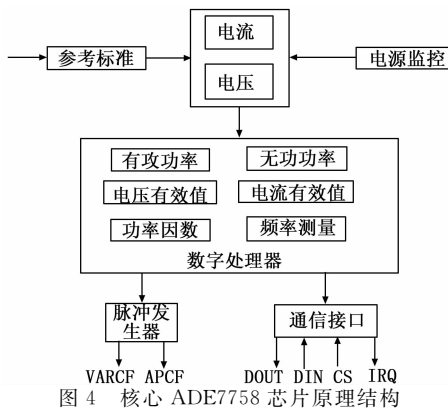 电流
参考标准
电源监控
电压
有攻功率
无功功率
电压有效值
电流有效值
功率因数
频率测量
数字处理器
脉冲发
生器
通信接口
VARCF APCF
DOUT DIN CS IRQ
图 4 核心 ADE7758 芯片原理结构